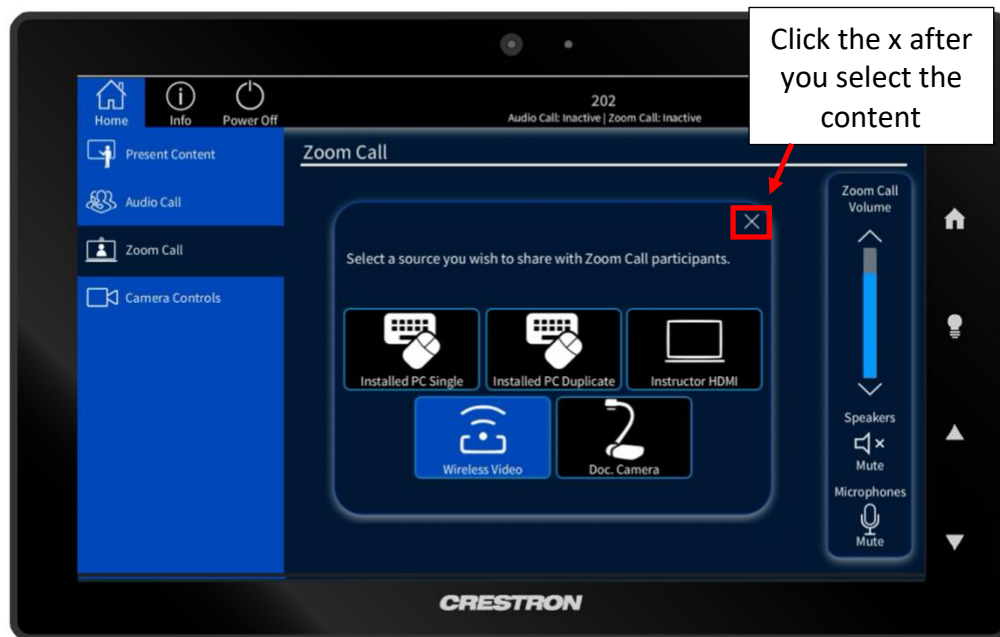 Click the x after
you select the
content
Home
Info
Power Off
202
Audio Call: Inactive | Zoom Call: Inactive
Present Content
Audio Call
Zoom Call
Camera Controls
Zoom Call
Select a source you wish to share with Zoom Call participants.
Installed PC Single
Installed PC Duplicate
Instructor HDMI
Wireless Video
Doc. Camera
Zoom Call
Volume
Speakers
Mute
Microphones
Mute
CRESTRON